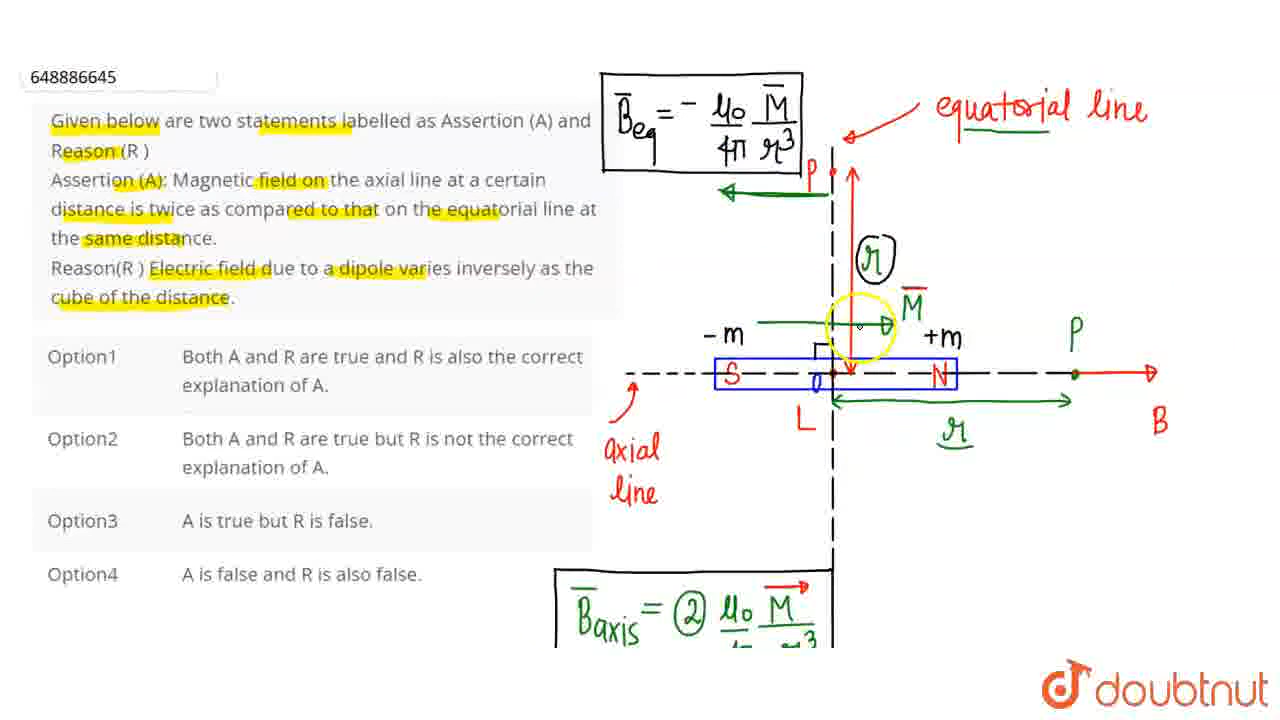 648886645
Given below are two statements labelled as Assertion (A) and
Reason (R )
Assertion (A): Magnetic field on the axial line at a certain
distance is twice as compared to that on the equatorial line at
the same distance.
Reason(R ) Electric field due to a dipole varies inversely as the
cube of the distance.
Option1 Both A and R are true and R is also the correct
explanation of A.
Option2 Both A and R are true but R is not the correct
explanation of A.
Option3 A is true but R is false.
Option4 A is false and R is also false.
B̅eq = - μ0/4π M̅/r³
equatorial line
P
r
M̅
-m +m
P
S O N
L
r
B
axial
line
B̅axis = 2 μ0/4π M⃗/r³
doubtnut